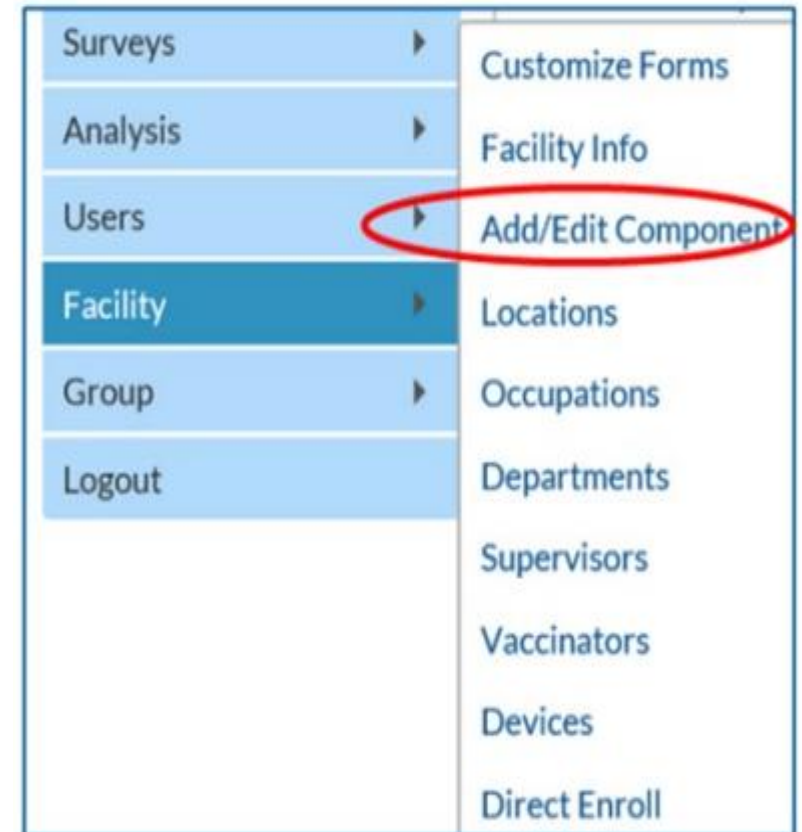 Surveys
Analysis
Users
Facility
Group
Logout
Customize Forms
Facility Info
Add/Edit Component
Locations
Occupations
Departments
Supervisors
Vaccinators
Devices
Direct Enroll